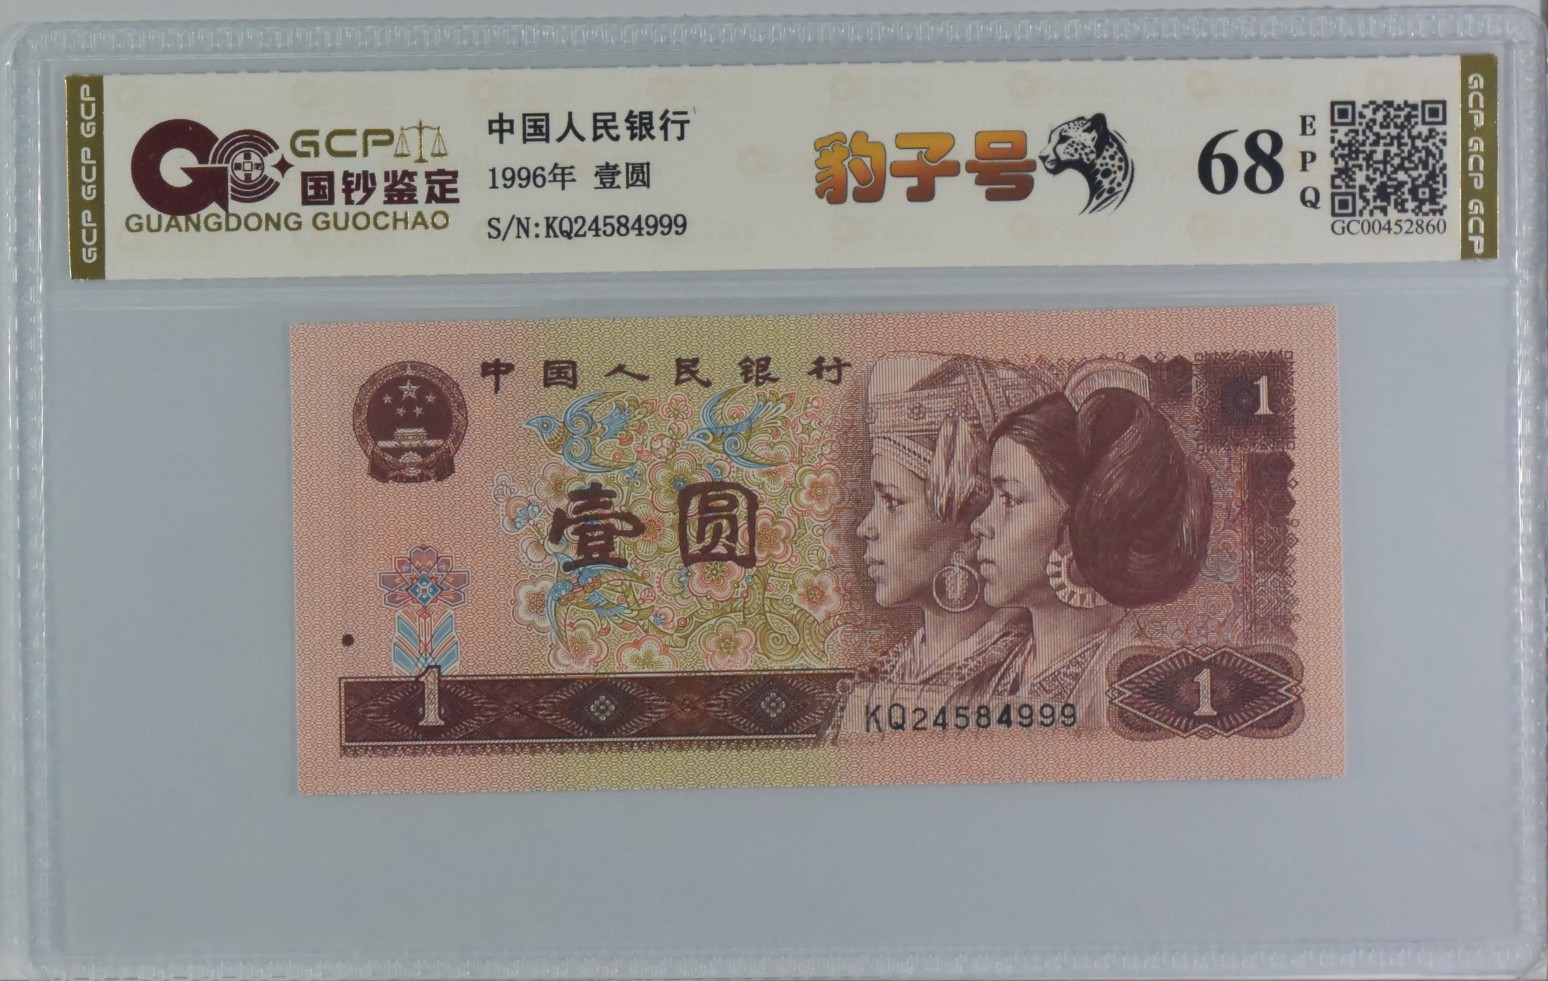 GCP GCP GCP
GCP
国钞鉴定
GUANGDONG GUOCHAO
中国人民银行
1996年 壹圆
S/N:KQ24584999
豹子号
68
EPQ
GC00452860
GCP GCP GCP
中国人民银行
1
壹圆
1
KQ24584999
1